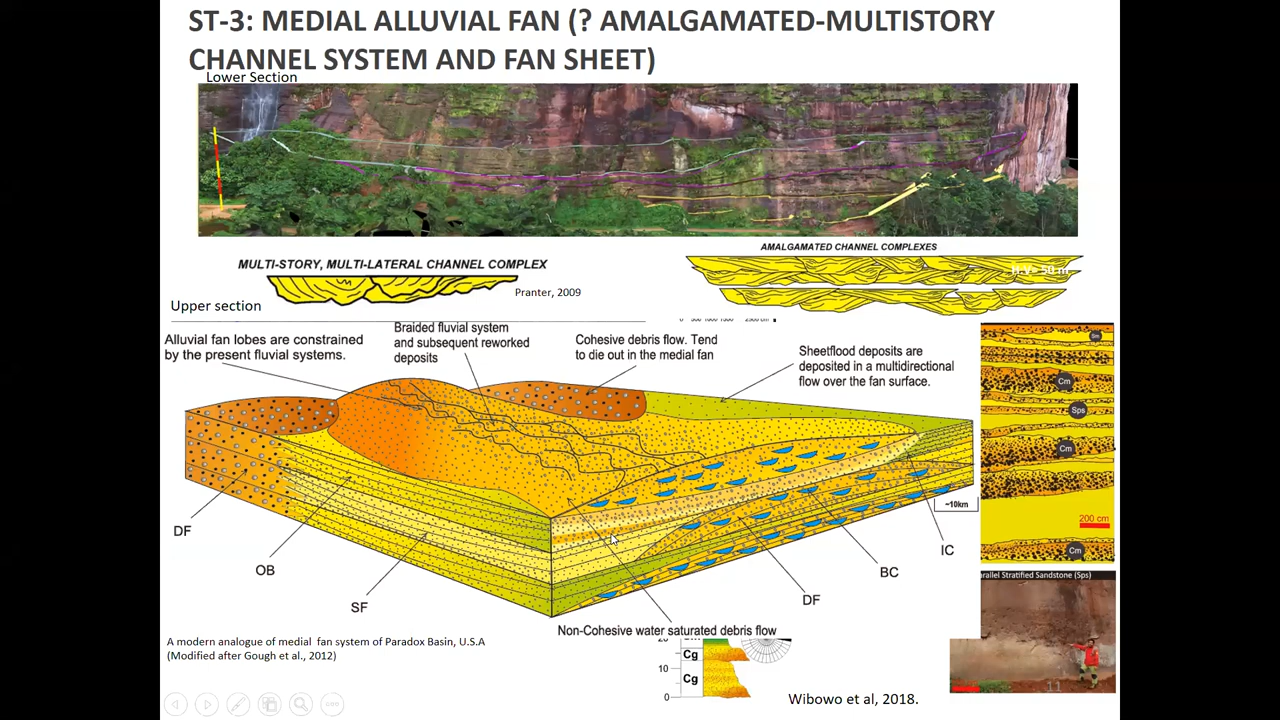 ST-3: MEDIAL ALLUVIAL FAN (? AMALGAMATED-MULTISTORY
CHANNEL SYSTEM AND FAN SHEET)
Lower Section
AMALGAMATED CHANNEL COMPLEXES
MULTI-STORY, MULTI-LATERAL CHANNEL COMPLEX
Pranter, 2009
Upper section
Alluvial fan lobes are constrained
by the present fluvial systems.
Braided fluvial system
and subsequent reworked
deposits
Cohesive debris flow. Tend
to die out in the medial fan
Sheetflood deposits are
deposited in a multidirectional
flow over the fan surface.
Sm
Cm
Sps
Cm
200 cm
Cm
~10km
DF
OB
SF
IC
BC
DF
Non-Cohesive water saturated debris flow
arallel Stratified Sandstone (Sps)
A modern analogue of medial fan system of Paradox Basin, U.S.A
(Modified after Gough et al., 2012)
Cg
10
Cg
0
11
Wibowo et al, 2018.